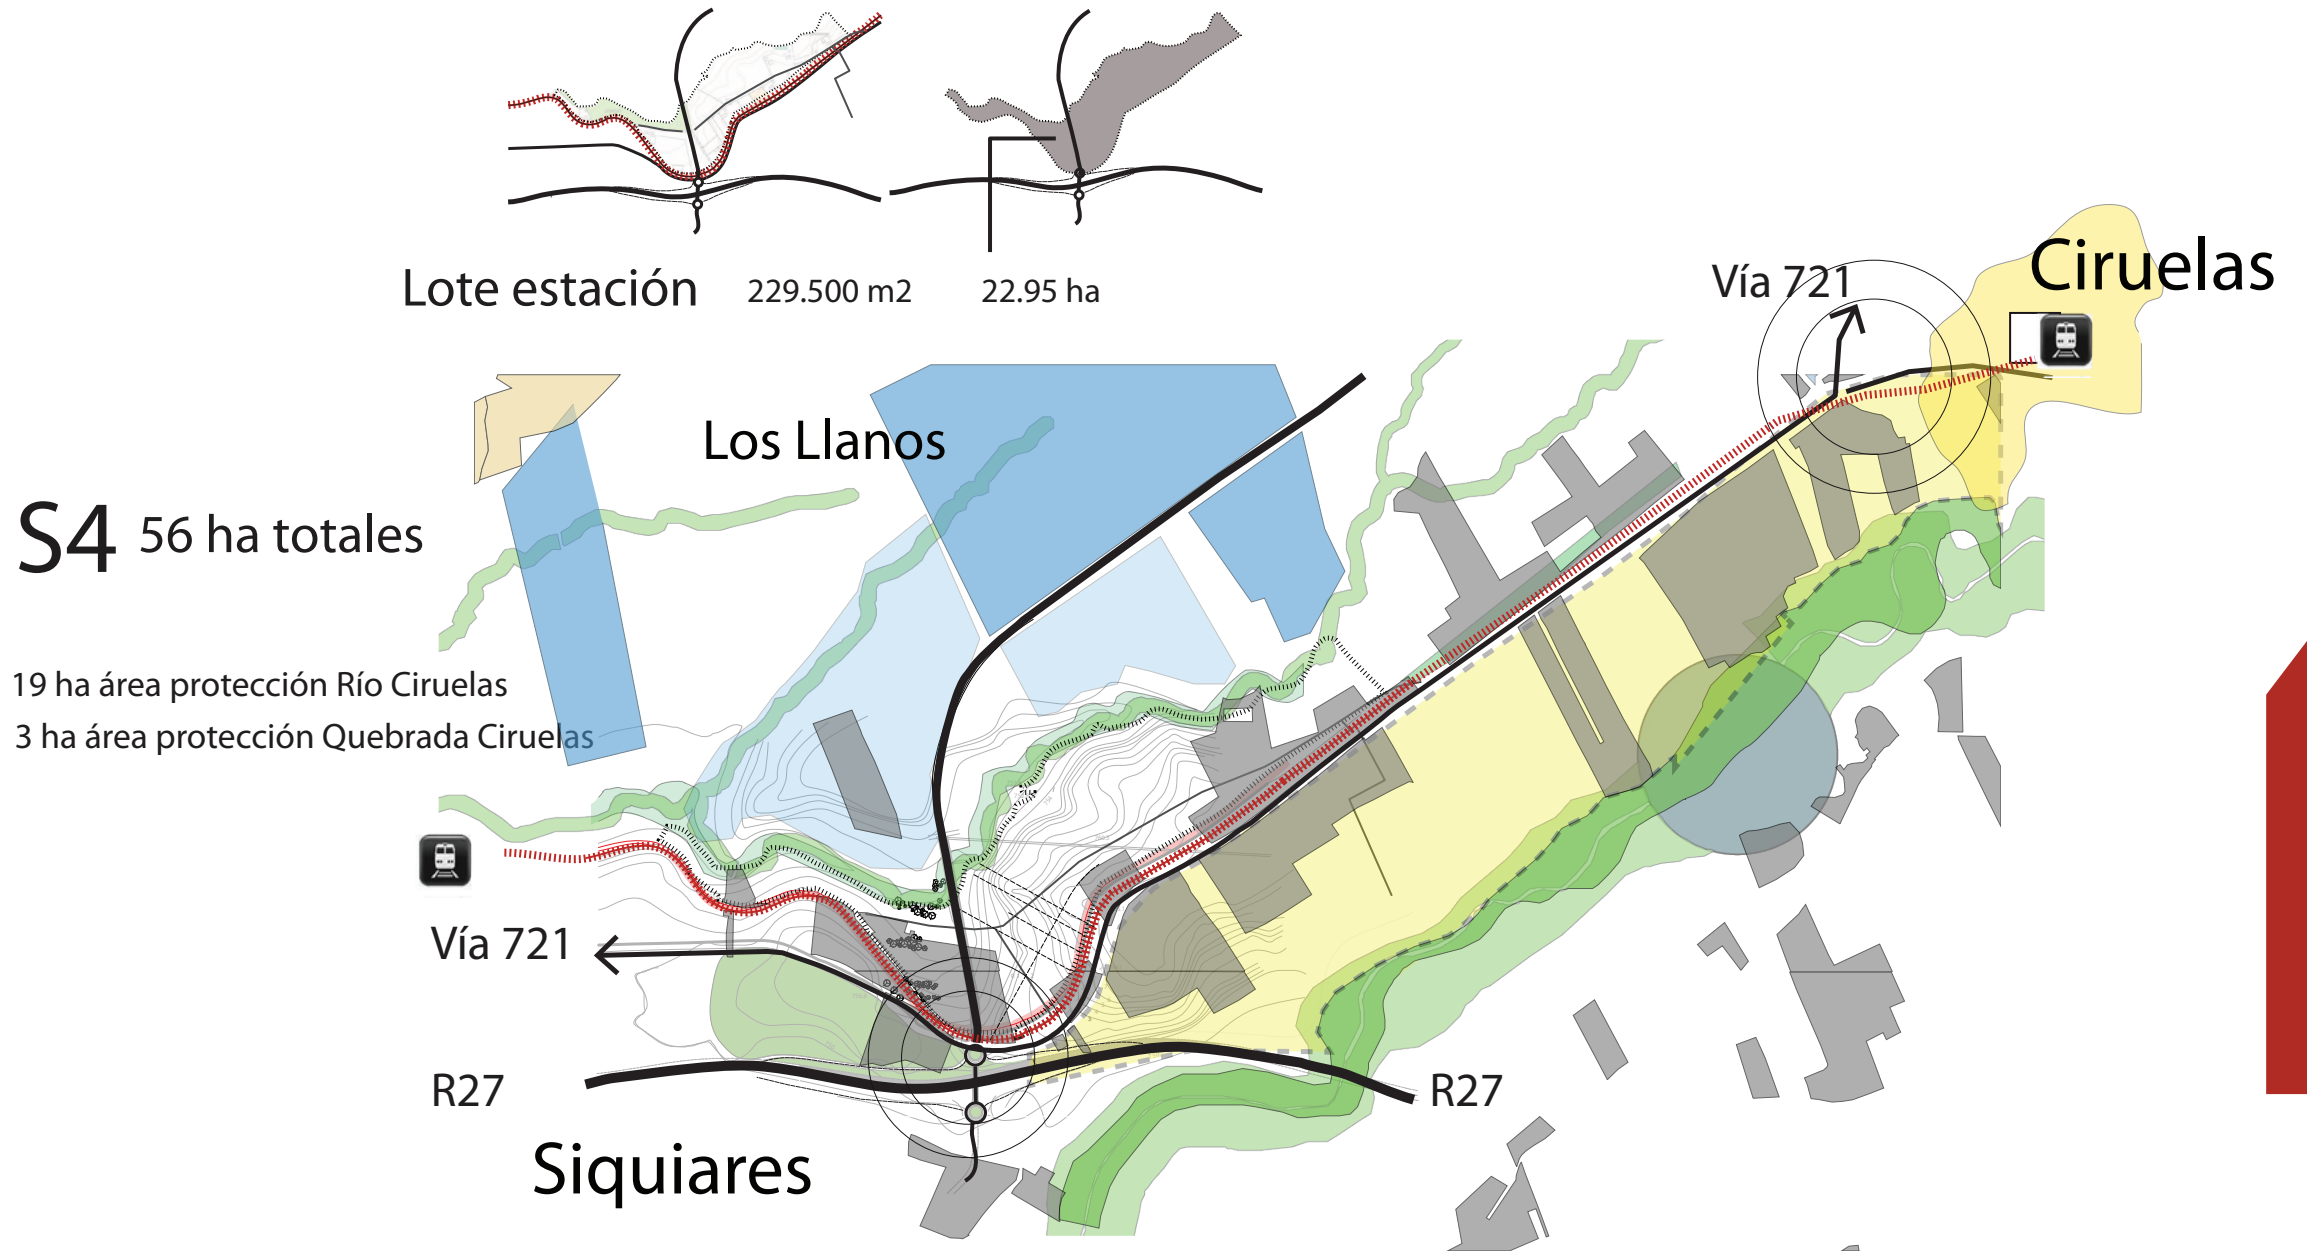 Lote estación 229.500 m2 22.95 ha
Vía 721
Ciruelas
Los Llanos
S4 56 ha totales
19 ha área protección Río Ciruelas
3 ha área protección Quebrada Ciruelas
Vía 721
R27
R27
Siquiares